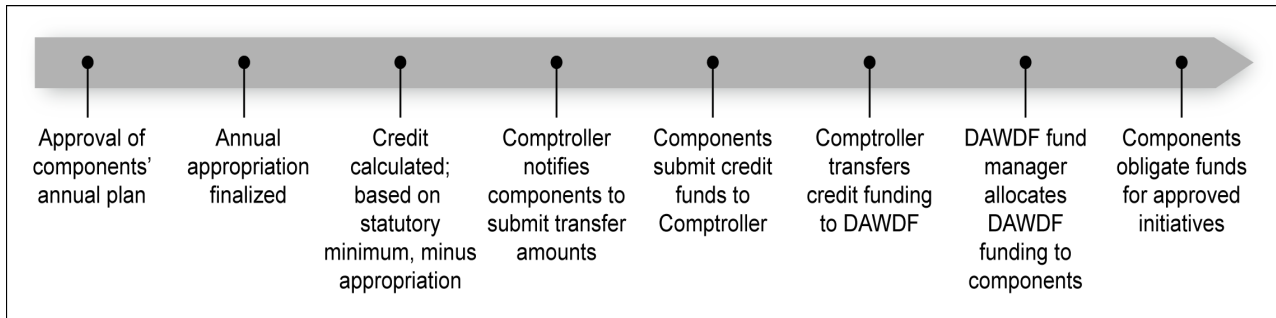 Approval of
components’
annual plan
Annual
appropriation
finalized
Credit
calculated;
based on
statutory
minimum, minus
appropriation
Comptroller
notifies
components to
submit transfer
amounts
Components
submit credit
funds to
Comptroller
Comptroller
transfers
credit funding
to DAWDF
DAWDF fund
manager
allocates
DAWDF
funding to
components
Components
obligate funds
for approved
initiatives